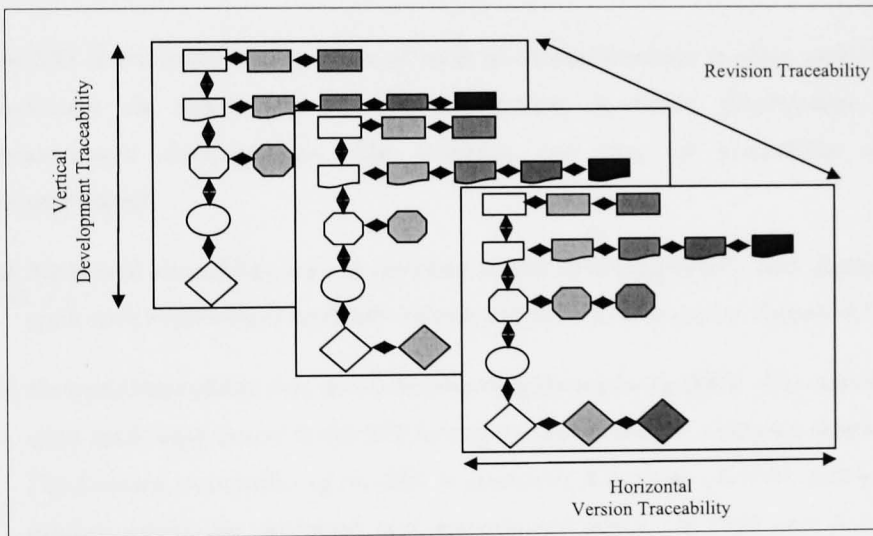 Revision Traceability
Vertical
Development Traceability
Horizontal
Version Traceability